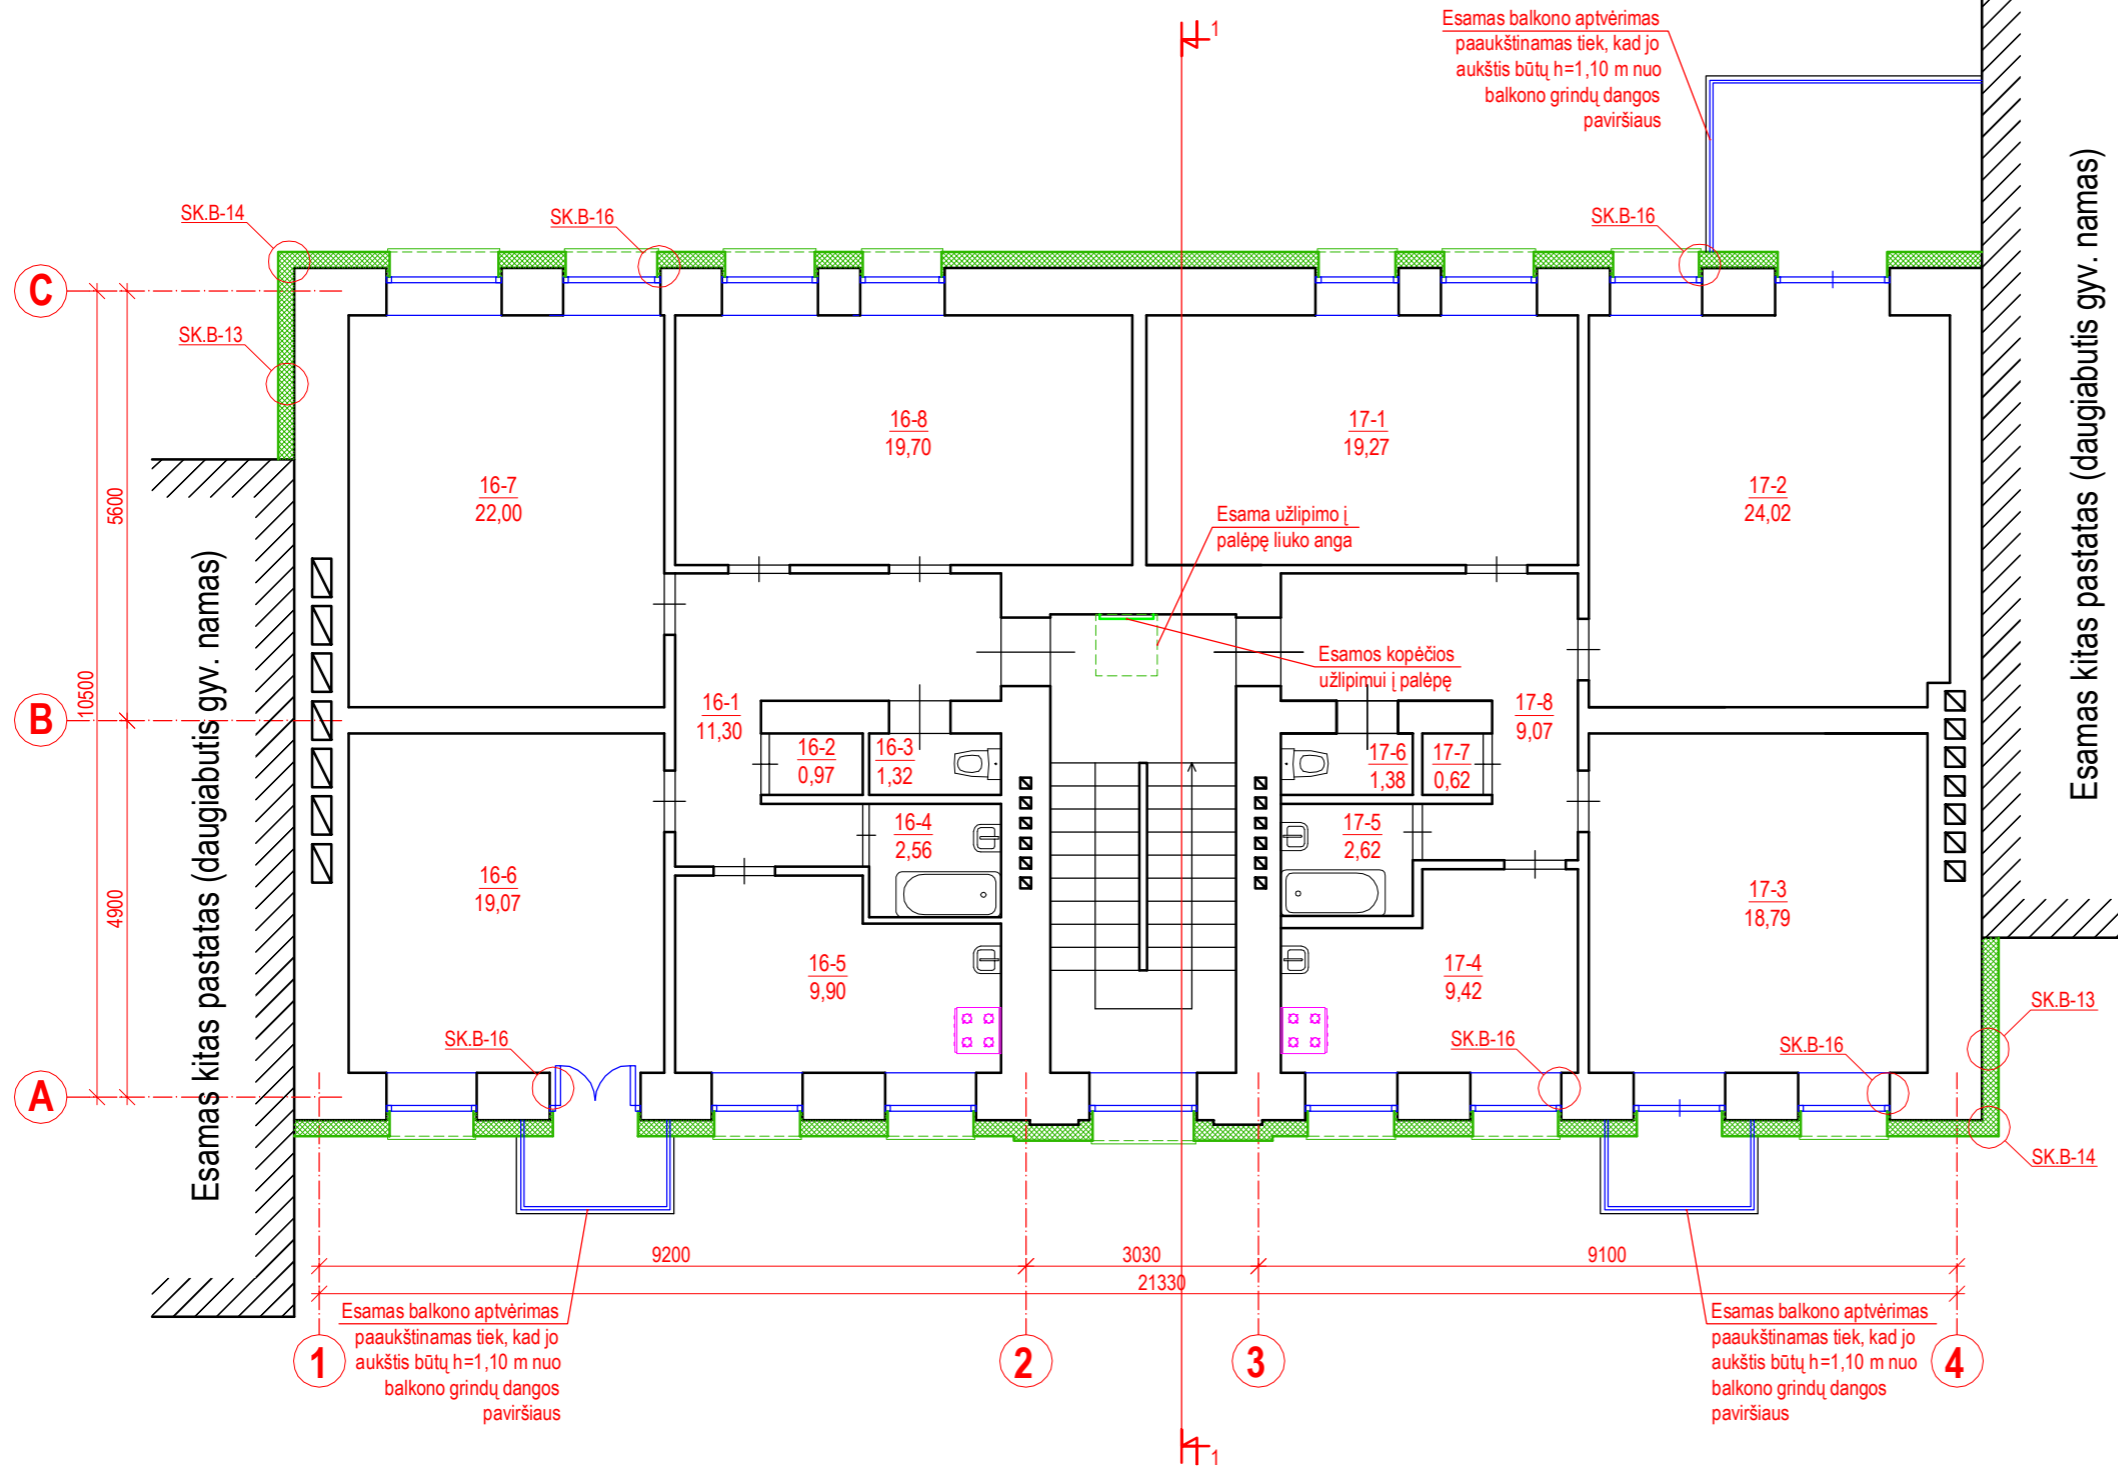 1
Esamas balkono aptvėrimas
paaukštinamas tiek, kad jo
aukštis būtų h=1,10 m nuo
balkono grindų dangos
paviršiaus
SK.B-14
SK.B-16
SK.B-16
C
SK.B-13
Esamas kitas pastatas (daugiabutis gyv. namas)
16-8
19,70
17-1
19,27
16-7
22,00
17-2
24,02
5600
Esama užlipimo į
palėpę liuko anga
Esamos kopėčios
užlipimui į palėpę
10500
B
16-1
11,30
17-8
9,07
16-2
0,97
16-3
1,32
17-6
1,38
17-7
0,62
Esamas kitas pastatas (daugiabutis gyv. namas)
16-4
2,56
17-5
2,62
4900
16-6
19,07
17-3
18,79
16-5
9,90
17-4
9,42
SK.B-13
SK.B-16
SK.B-16
SK.B-16
A
SK.B-14
9200
3030
9100
21330
Esamas balkono aptvėrimas
paaukštinamas tiek, kad jo
aukštis būtų h=1,10 m nuo
balkono grindų dangos
paviršiaus
Esamas balkono aptvėrimas
paaukštinamas tiek, kad jo
aukštis būtų h=1,10 m nuo
balkono grindų dangos
paviršiaus
1
2
3
4
1